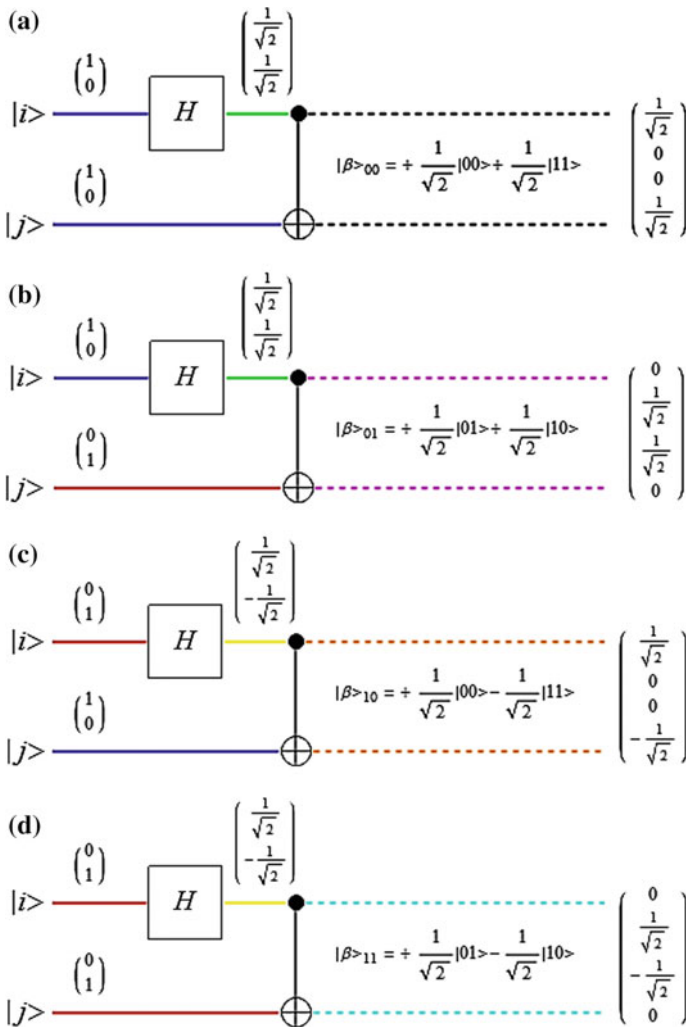 (a)
(1 0) (1/√2 1/√2)
|i> H
(1 0)
|j>
|β>₀₀ = + 1/√2 |00> + 1/√2 |11>
(1/√2 0 0 1/√2)
(b)
(1 0) (1/√2 1/√2)
|i> H
(0 1)
|j>
|β>₀₁ = + 1/√2 |01> + 1/√2 |10>
(0 1/√2 1/√2 0)
(c)
(0 1) (1/√2 -1/√2)
|i> H
(1 0)
|j>
|β>₁₀ = + 1/√2 |00> - 1/√2 |11>
(1/√2 0 0 -1/√2)
(d)
(0 1) (1/√2 -1/√2)
|i> H
(0 1)
|j>
|β>₁₁ = + 1/√2 |01> - 1/√2 |10>
(0 1/√2 -1/√2 0)